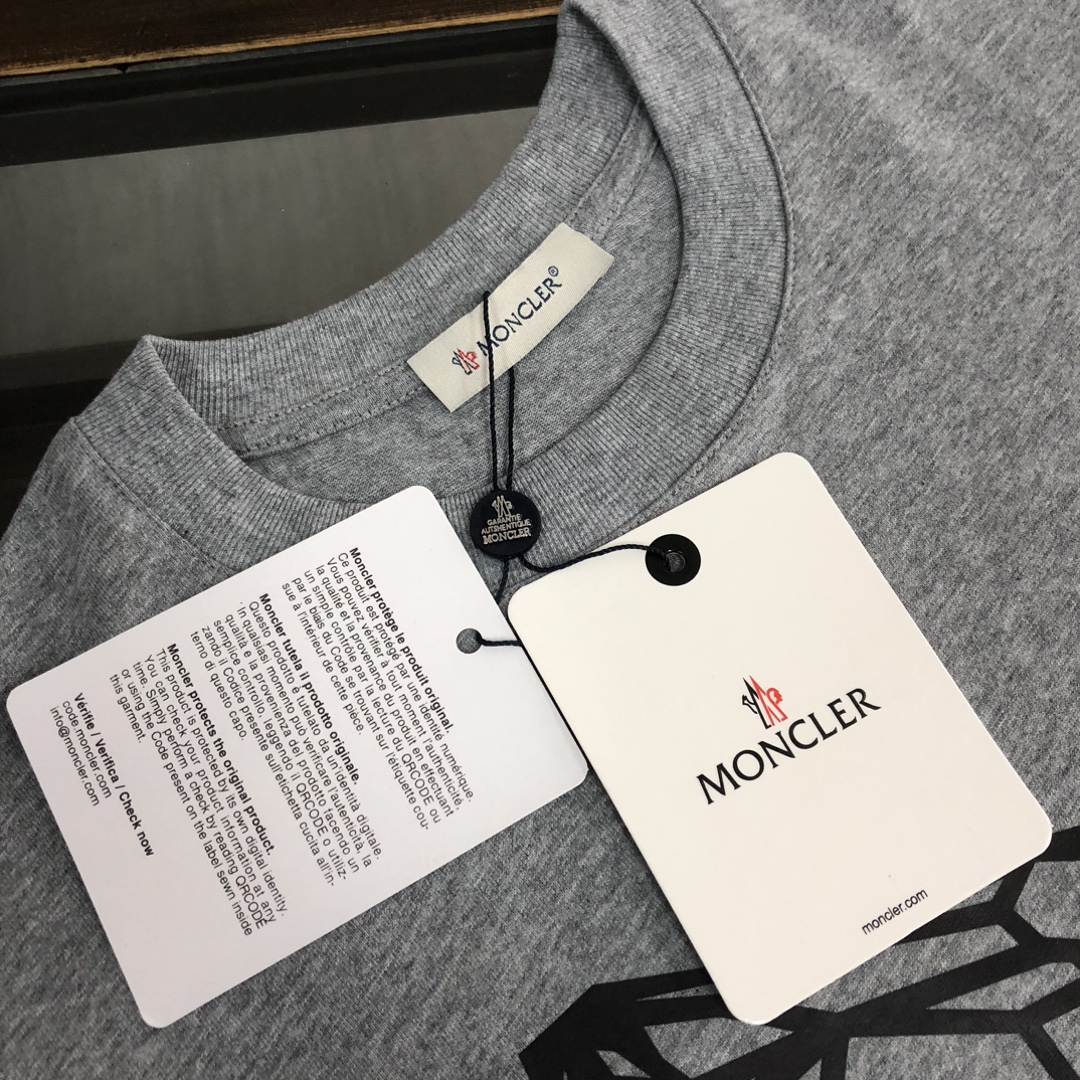 MONCLER®
GARANTIE
AUTSHENTIQUE
MONCLER
Moncler protège le produit original.
Ce produit est protégé par une identité numérique.
Vous pouvez vérifier à tout moment l'authenticité,
la qualité et la provenance du produit en effectuant
un simple contrôle par la lecture du QRCODE ou
par le biais du Code se trouvant sur l'étiquette cou-
sue à l'intérieur de cette pièce.
Moncler tutela il prodotto originale.
Questo prodotto è tutelato da un'identità digitale.
In qualsiasi momento può verificare l'autenticità, la
qualità e la provenienza del prodotto facendo un
semplice controllo, leggendo il QRCODE o utiliz-
zando il Codice presente sull'etichetta cucita all'in-
terno di questo capo.
Moncler protects the original product.
This product is protected by its own digital identity.
You can check your product information at any
time. Simply perform a check by reading QRCODE
or using the Code present on the label sewn inside
this garment.
Vérifie / Verifica / Check now
code.moncler.com
info@moncler.com
MONCLER
moncler.com